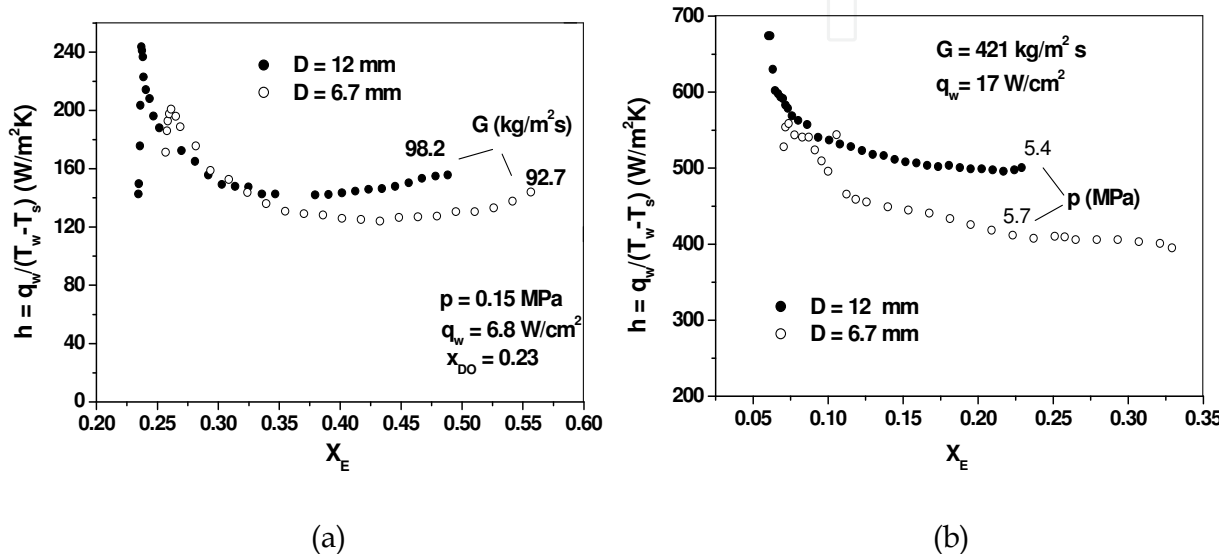 240
200
160
120
80
40
0
h = q_w/(T_w-T_s) (W/m²K)
D = 12 mm
D = 6.7 mm
G (kg/m²s)
98.2
92.7
p = 0.15 MPa
q_w = 6.8 W/cm²
x_DO = 0.23
0.20 0.25 0.30 0.35 0.40 0.45 0.50 0.55 0.60
X_E
(a)
700
600
500
400
300
200
h = q_w/(T_w-T_s) (W/m²K)
G = 421 kg/m² s
q_w = 17 W/cm²
5.4
p (MPa)
5.7
D = 12 mm
D = 6.7 mm
0.05 0.10 0.15 0.20 0.25 0.30 0.35
X_E
(b)